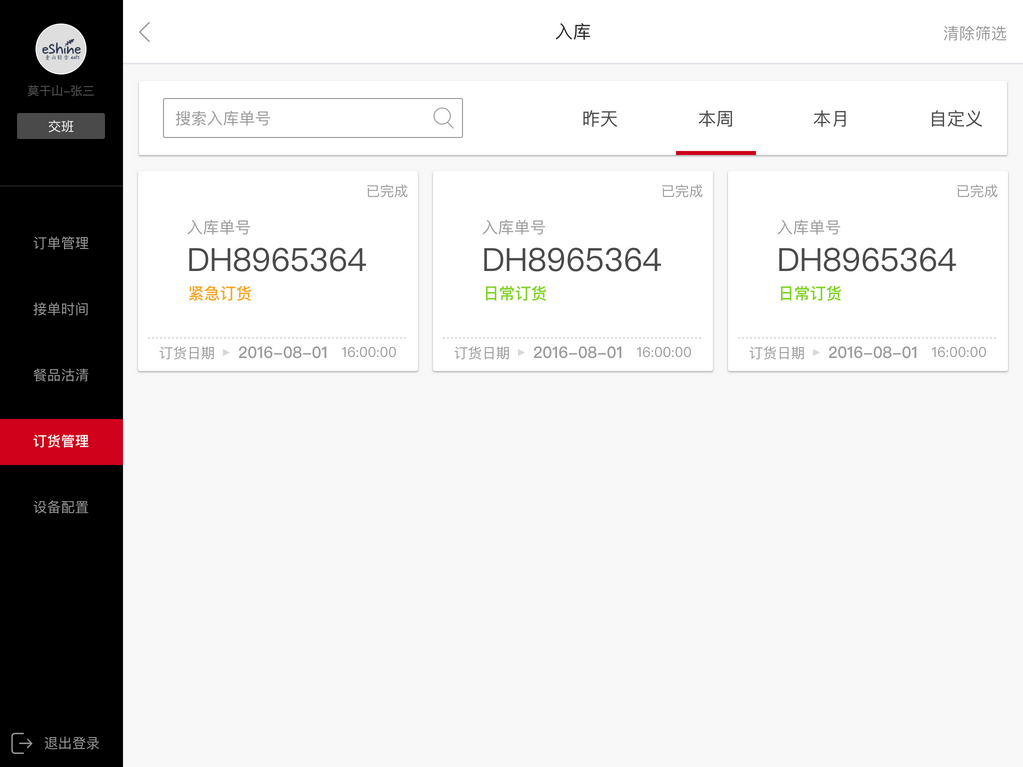 eShine
莫干山-张三
交班
订单管理
接单时间
餐品沽清
订货管理
设备配置
退出登录
入库
清除筛选
搜索入库单号
昨天
本周
本月
自定义
已完成
入库单号
DH8965364
紧急订货
订货日期 2016-08-01 16:00:00
已完成
入库单号
DH8965364
日常订货
订货日期 2016-08-01 16:00:00
已完成
入库单号
DH8965364
日常订货
订货日期 2016-08-01 16:00:00